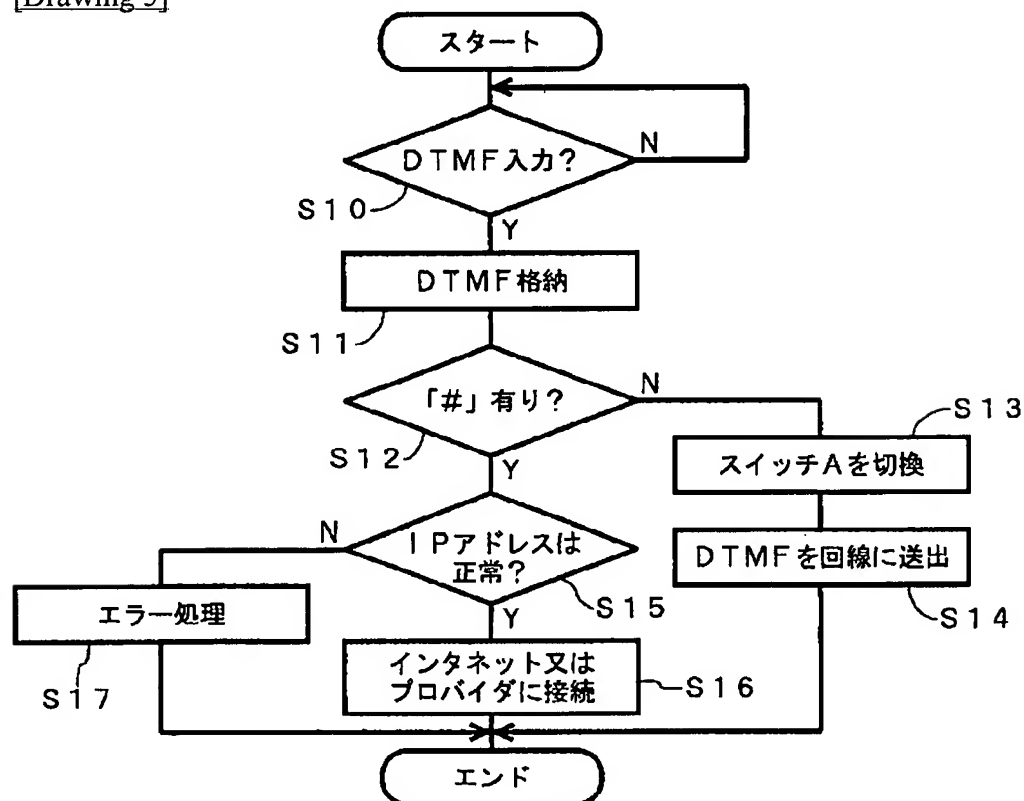 [Drawing 5]
スタート
DTMF入力?
N
S10
Y
DTMF格納
S11
「#」有り?
N
S12
Y
S13
スイッチAを切換
IPアドレスは
正常?
N
S15
Y
DTMFを回線に送出
S14
エラー処理
S17
インタネット又は
プロバイダに接続
S16
エンド